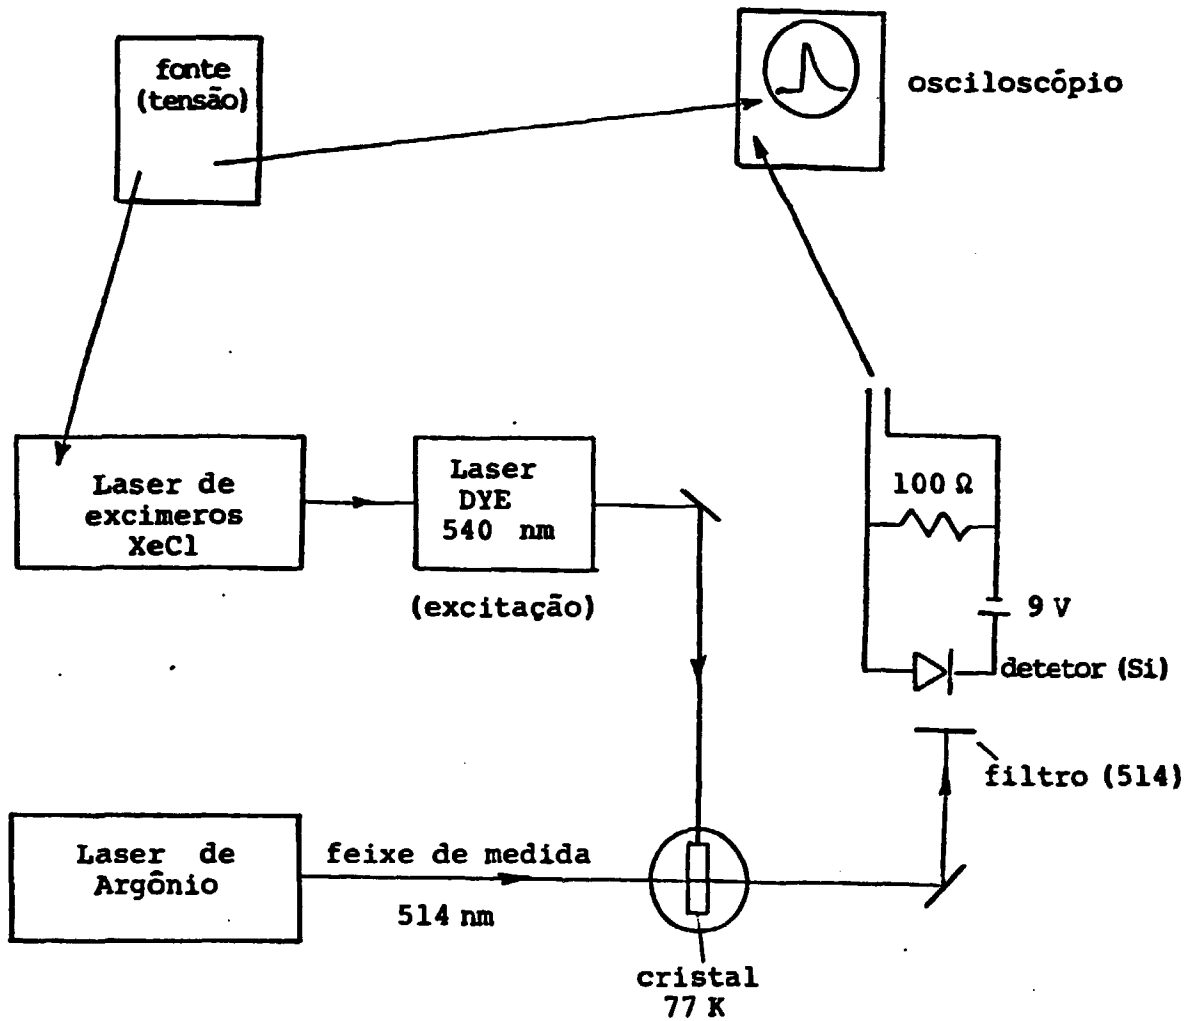 fonte
(tensão)
osciloscópio
Laser de
excimeros
XeCl
Laser
DYE
540 nm
(excitação)
100 Ω
9 V
detetor (Si)
filtro (514)
Laser de
Argônio
feixe de medida
514 nm
cristal
77 K